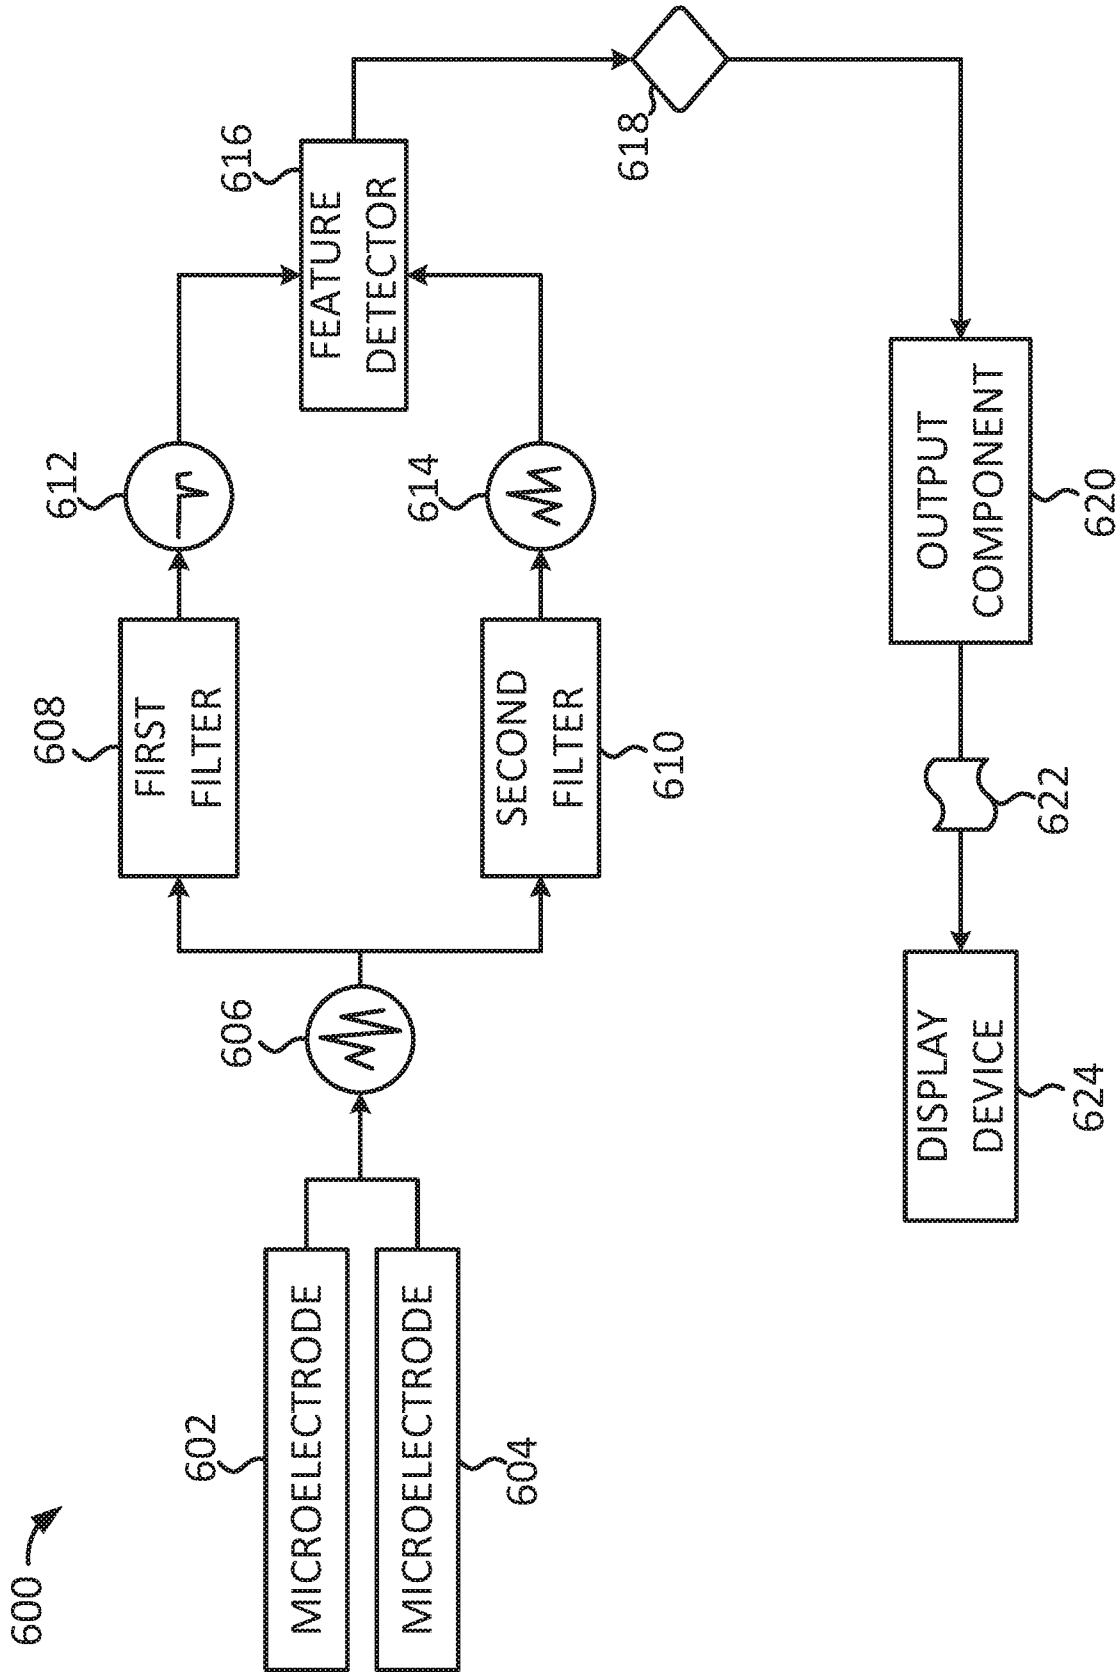 600
602
MICROELECTRODE
MICROELECTRODE
604
606
608
FIRST
FILTER
SECOND
FILTER
610
612
614
616
FEATURE
DETECTOR
618
OUTPUT
COMPONENT
620
622
DISPLAY
DEVICE
624